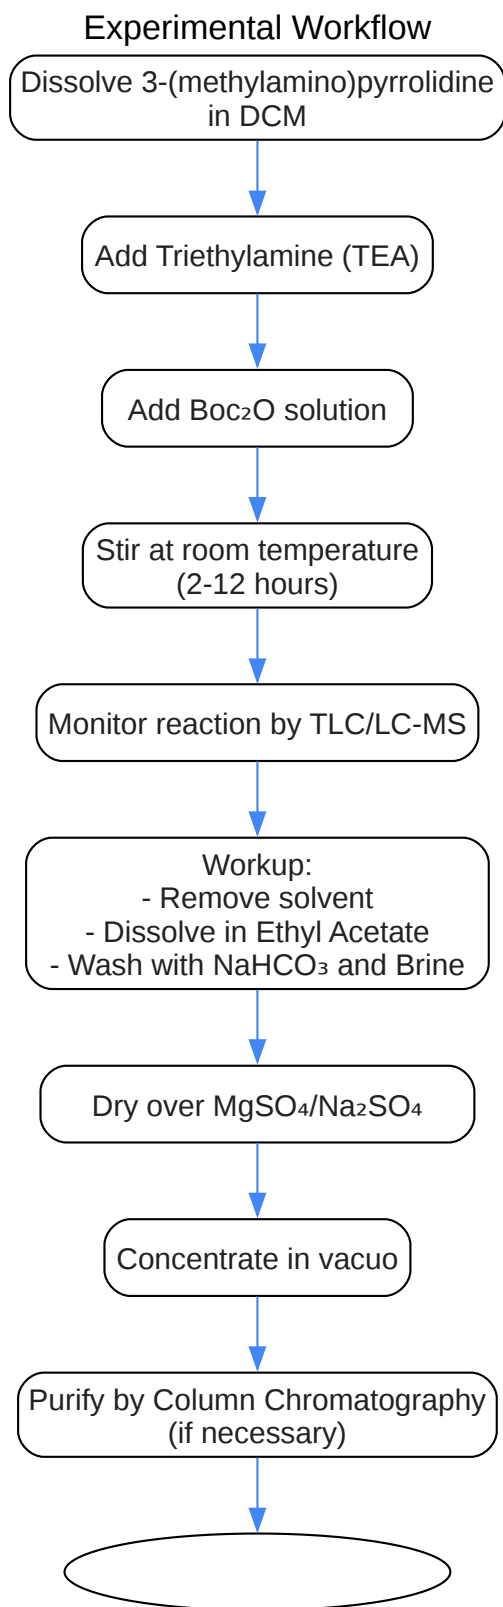 Experimental Workflow
Dissolve 3-(methylamino)pyrrolidine
in DCM
Add Triethylamine (TEA)
Add Boc₂O solution
Stir at room temperature
(2-12 hours)
Monitor reaction by TLC/LC-MS
Workup:
- Remove solvent
- Dissolve in Ethyl Acetate
- Wash with NaHCO₃ and Brine
Dry over MgSO₄/Na₂SO₄
Concentrate in vacuo
Purify by Column Chromatography
(if necessary)